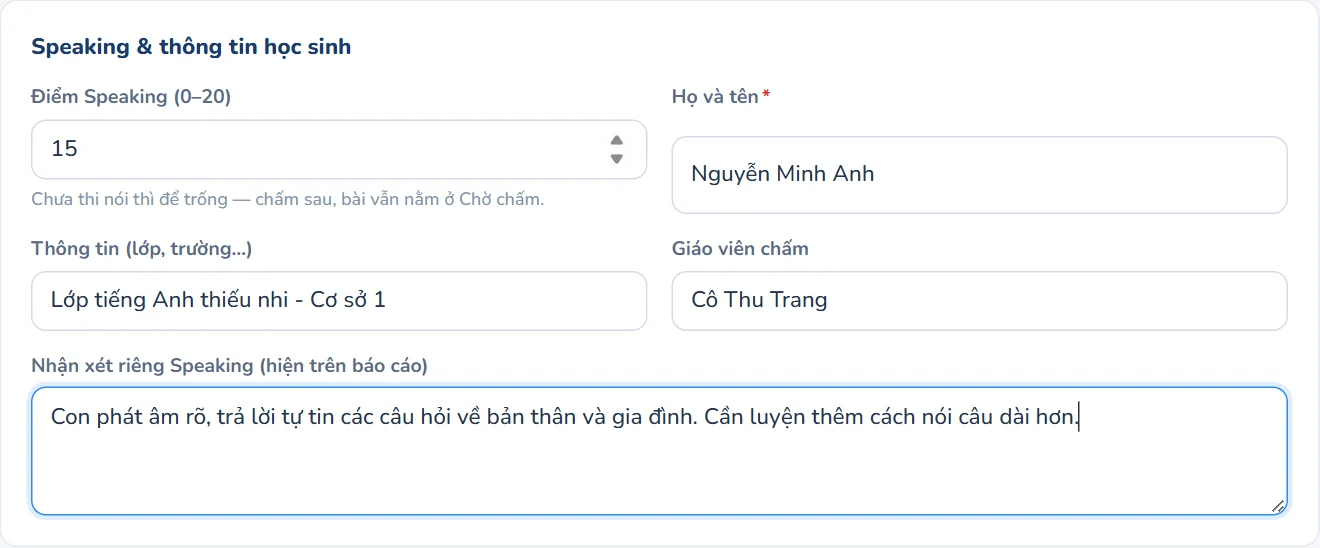 Speaking & thông tin học sinh
Điểm Speaking (0–20)
Họ và tên *
15
Nguyễn Minh Anh
Chưa thi nói thì để trống — chấm sau, bài vẫn nằm ở Chờ chấm.
Thông tin (lớp, trường...)
Giáo viên chấm
Lớp tiếng Anh thiếu nhi - Cơ sở 1
Cô Thu Trang
Nhận xét riêng Speaking (hiện trên báo cáo)
Con phát âm rõ, trả lời tự tin các câu hỏi về bản thân và gia đình. Cần luyện thêm cách nói câu dài hơn.